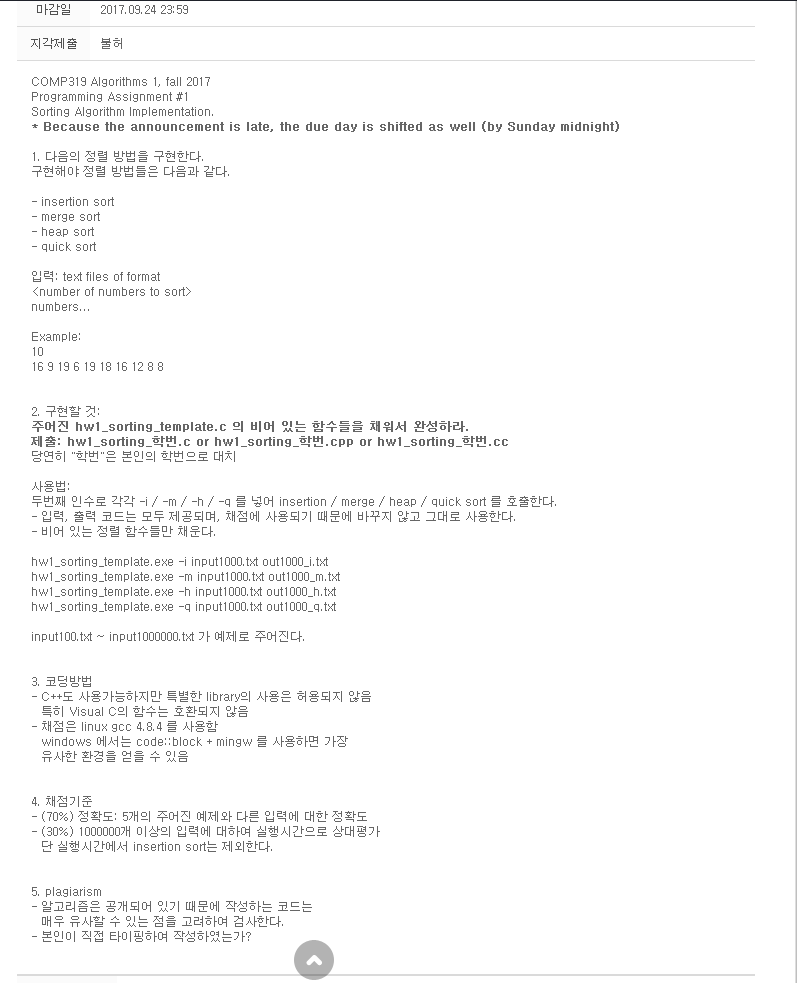 마감일 2017.09.24 23:59
지각제출 불허
COMP319 Algorithms 1, fall 2017
Programming Assignment #1
Sorting Algorithm Implementation.
* Because the announcement is late, the due day is shifted as well (by Sunday midnight)
1. 다음의 정렬 방법을 구현한다.
구현해야 정렬 방법들은 다음과 같다.
- insertion sort
- merge sort
- heap sort
- quick sort
입력: text files of format
<number of numbers to sort>
numbers...
Example:
10
16 9 19 6 19 18 16 12 8 8
2. 구현할 것:
주어진 hw1_sorting_template.c 의 비어 있는 함수들을 채워서 완성하라.
제출: hw1_sorting_학번.c or hw1_sorting_학번.cpp or hw1_sorting_학번.cc
당연히 "학번"은 본인의 학번으로 대치
사용법:
두번째 인수로 각각 -i / -m / -h / -q 를 넣어 insertion / merge / heap / quick sort 를 호출한다.
- 입력, 출력 코드는 모두 제공되며, 채점에 사용되기 때문에 바꾸지 않고 그대로 사용한다.
- 비어 있는 정렬 함수들만 채운다.
hw1_sorting_template.exe -i input1000.txt out1000_i.txt
hw1_sorting_template.exe -m input1000.txt out1000_m.txt
hw1_sorting_template.exe -h input1000.txt out1000_h.txt
hw1_sorting_template.exe -q input1000.txt out1000_q.txt
input100.txt ~ input1000000.txt 가 예제로 주어진다.
3. 코딩방법
- C++도 사용가능하지만 특별한 library의 사용은 허용되지 않음
특히 Visual C의 함수는 호환되지 않음
- 채점은 linux gcc 4.8.4 를 사용함
windows 에서는 code::block + mingw 를 사용하면 가장
유사한 환경을 얻을 수 있음
4. 채점기준
- (70%) 정확도: 5개의 주어진 예제와 다른 입력에 대한 정확도
- (30%) 1000000개 이상의 입력에 대하여 실행시간으로 상대평가
단 실행시간에서 insertion sort는 제외한다.
5. plagiarism
- 알고리즘은 공개되어 있기 때문에 작성하는 코드는
매우 유사할 수 있는 점을 고려하여 검사한다.
- 본인이 직접 타이핑하여 작성하였는가?